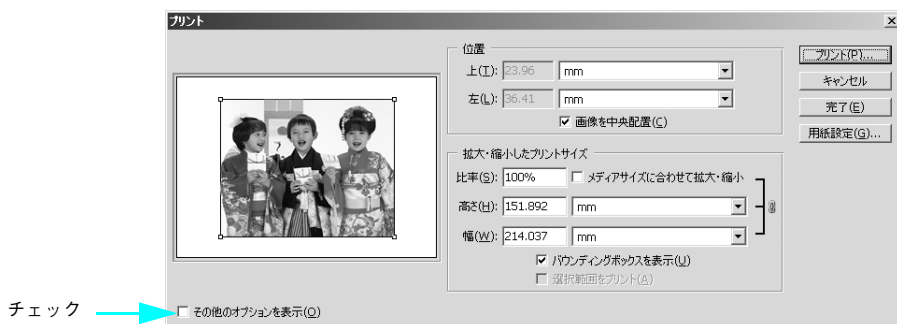 プリント
位置
上(T): 23.96 mm
左(L): 36.41 mm
画像を中央配置(C)
拡大・縮小したプリントサイズ
比率(S): 100% メディアサイズに合わせて拡大・縮小
高さ(H): 151.892 mm
幅(W): 214.037 mm
バウンディングボックスを表示(U)
選択範囲をプリント(A)
プリント(P)...
キャンセル
完了(E)
用紙設定(G)...
チェック
その他のオプションを表示(O)